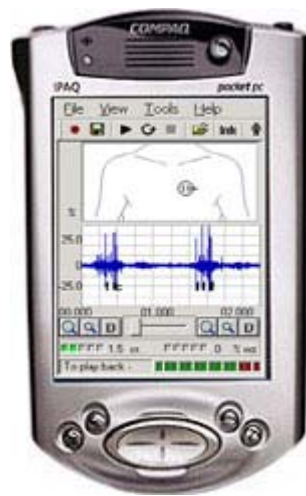 COMPAQ
iPAQ pocket pc
File View Tools Help
Ink
%
25.0
0
-25.0
00.000 01.000 02.000
D D
1.5 0 %
To play back -